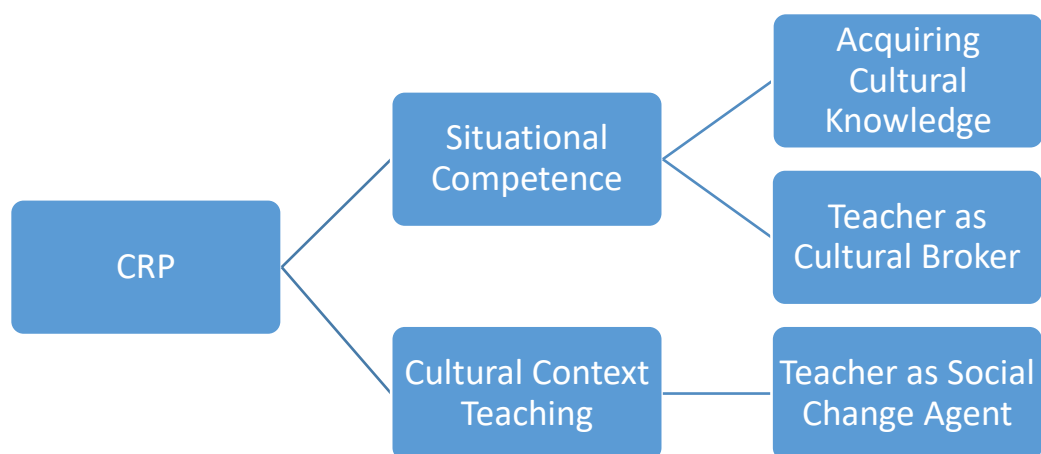 CRP
Situational
Competence
Acquiring
Cultural
Knowledge
Teacher as
Cultural Broker
Cultural Context
Teaching
Teacher as Social
Change Agent